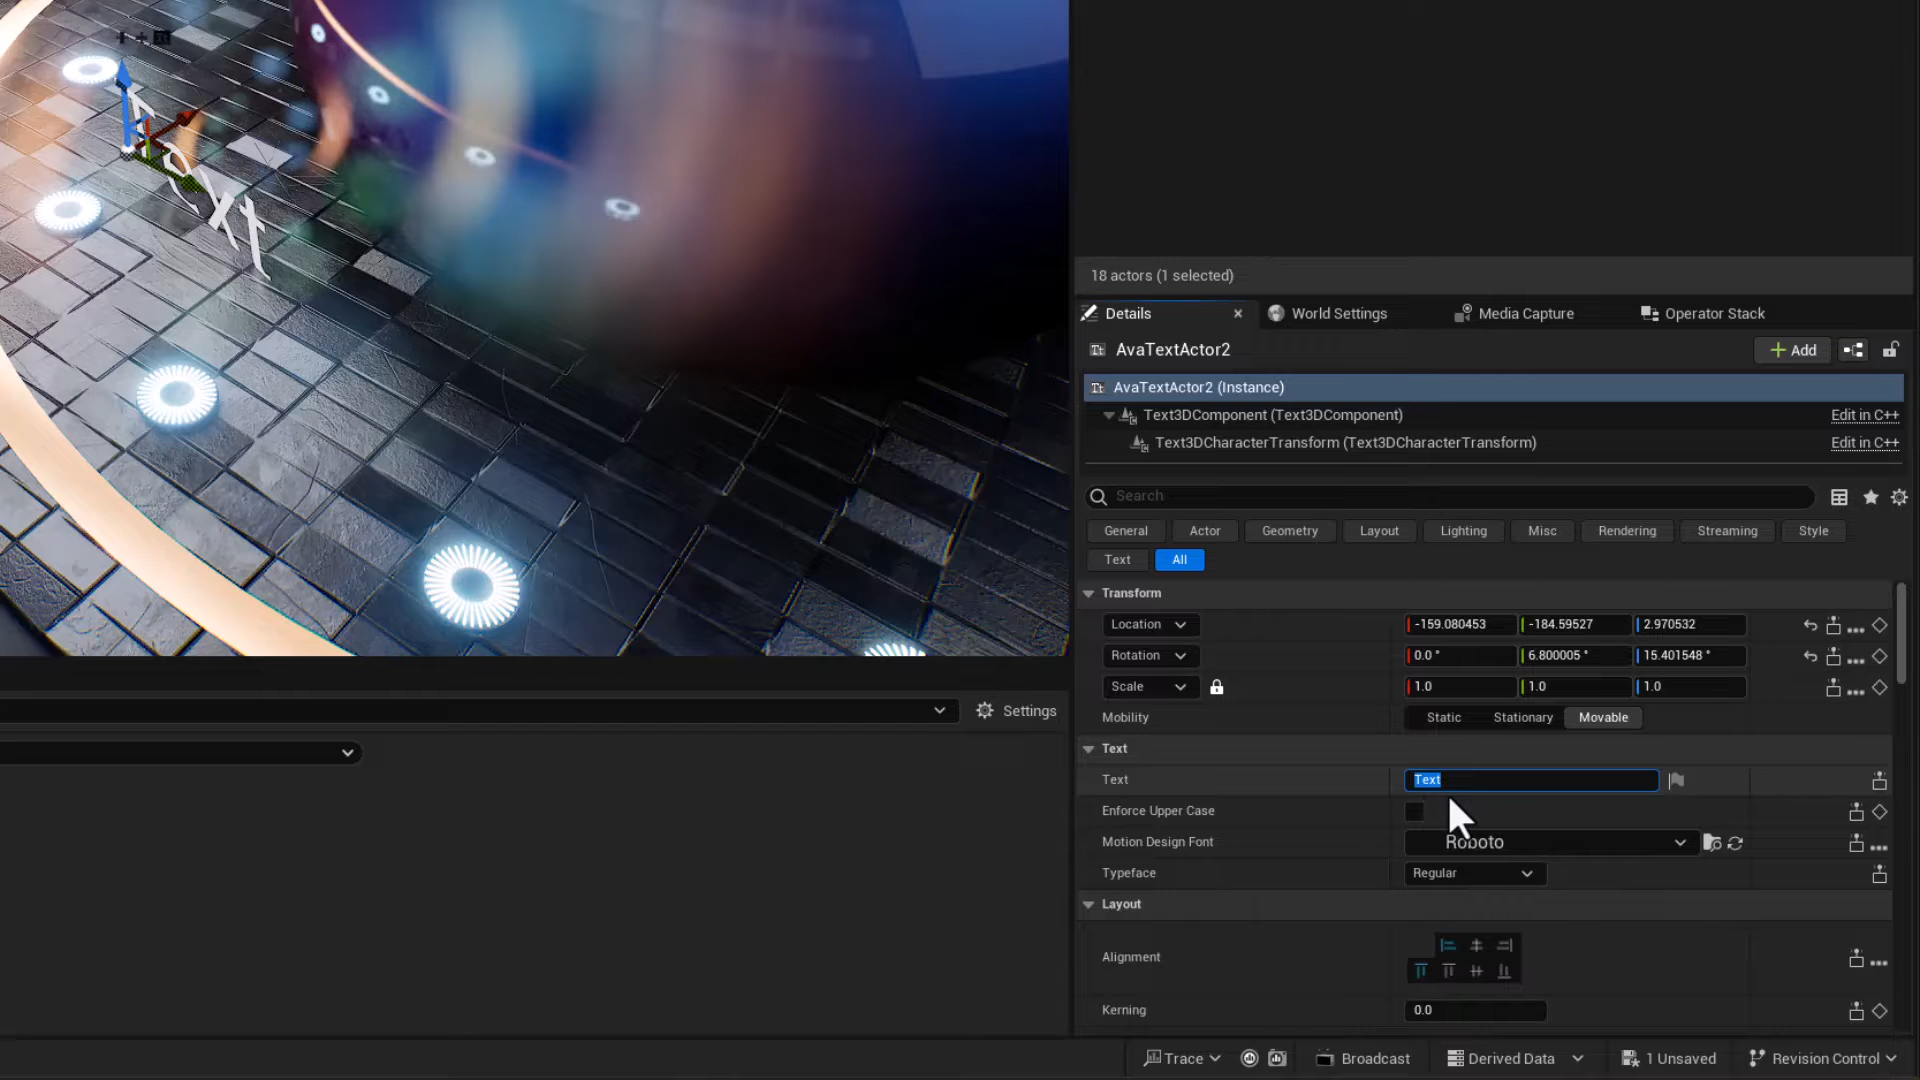 Text
18 actors (1 selected)
Details
World Settings
Media Capture
Operator Stack
AvaTextActor2
Add
AvaTextActor2 (Instance)
Text3DComponent (Text3DComponent)
Edit in C++
Text3DCharacterTransform (Text3DCharacterTransform)
Edit in C++
Search
General
Actor
Geometry
Layout
Lighting
Misc
Rendering
Streaming
Style
Text
All
Transform
Location
-159.080453
-184.59527
2.970532
Rotation
0.0 °
6.800005 °
15.401548 °
Scale
1.0
1.0
1.0
Mobility
Static
Stationary
Movable
Settings
Text
Text
Text
Enforce Upper Case
Motion Design Font
Roboto
Typeface
Regular
Layout
Alignment
Kerning
0.0
Trace
Broadcast
Derived Data
1 Unsaved
Revision Control